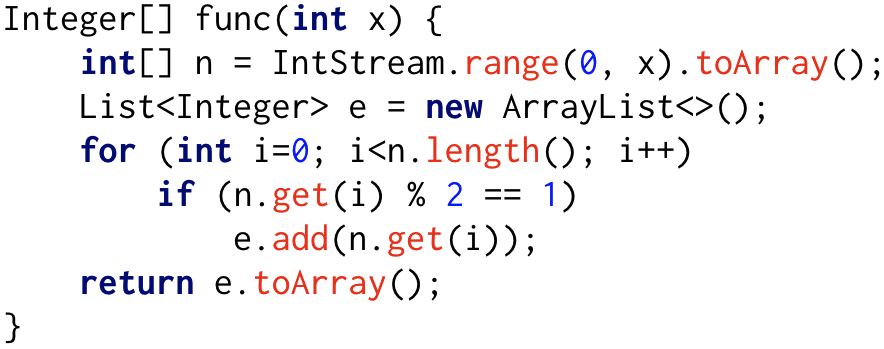 Integer[] func(int x) {
    int[] n = IntStream.range(0, x).toArray();
    List<Integer> e = new ArrayList<>();
    for (int i=0; i<n.length(); i++)
        if (n.get(i) % 2 == 1)
            e.add(n.get(i));
    return e.toArray();
}